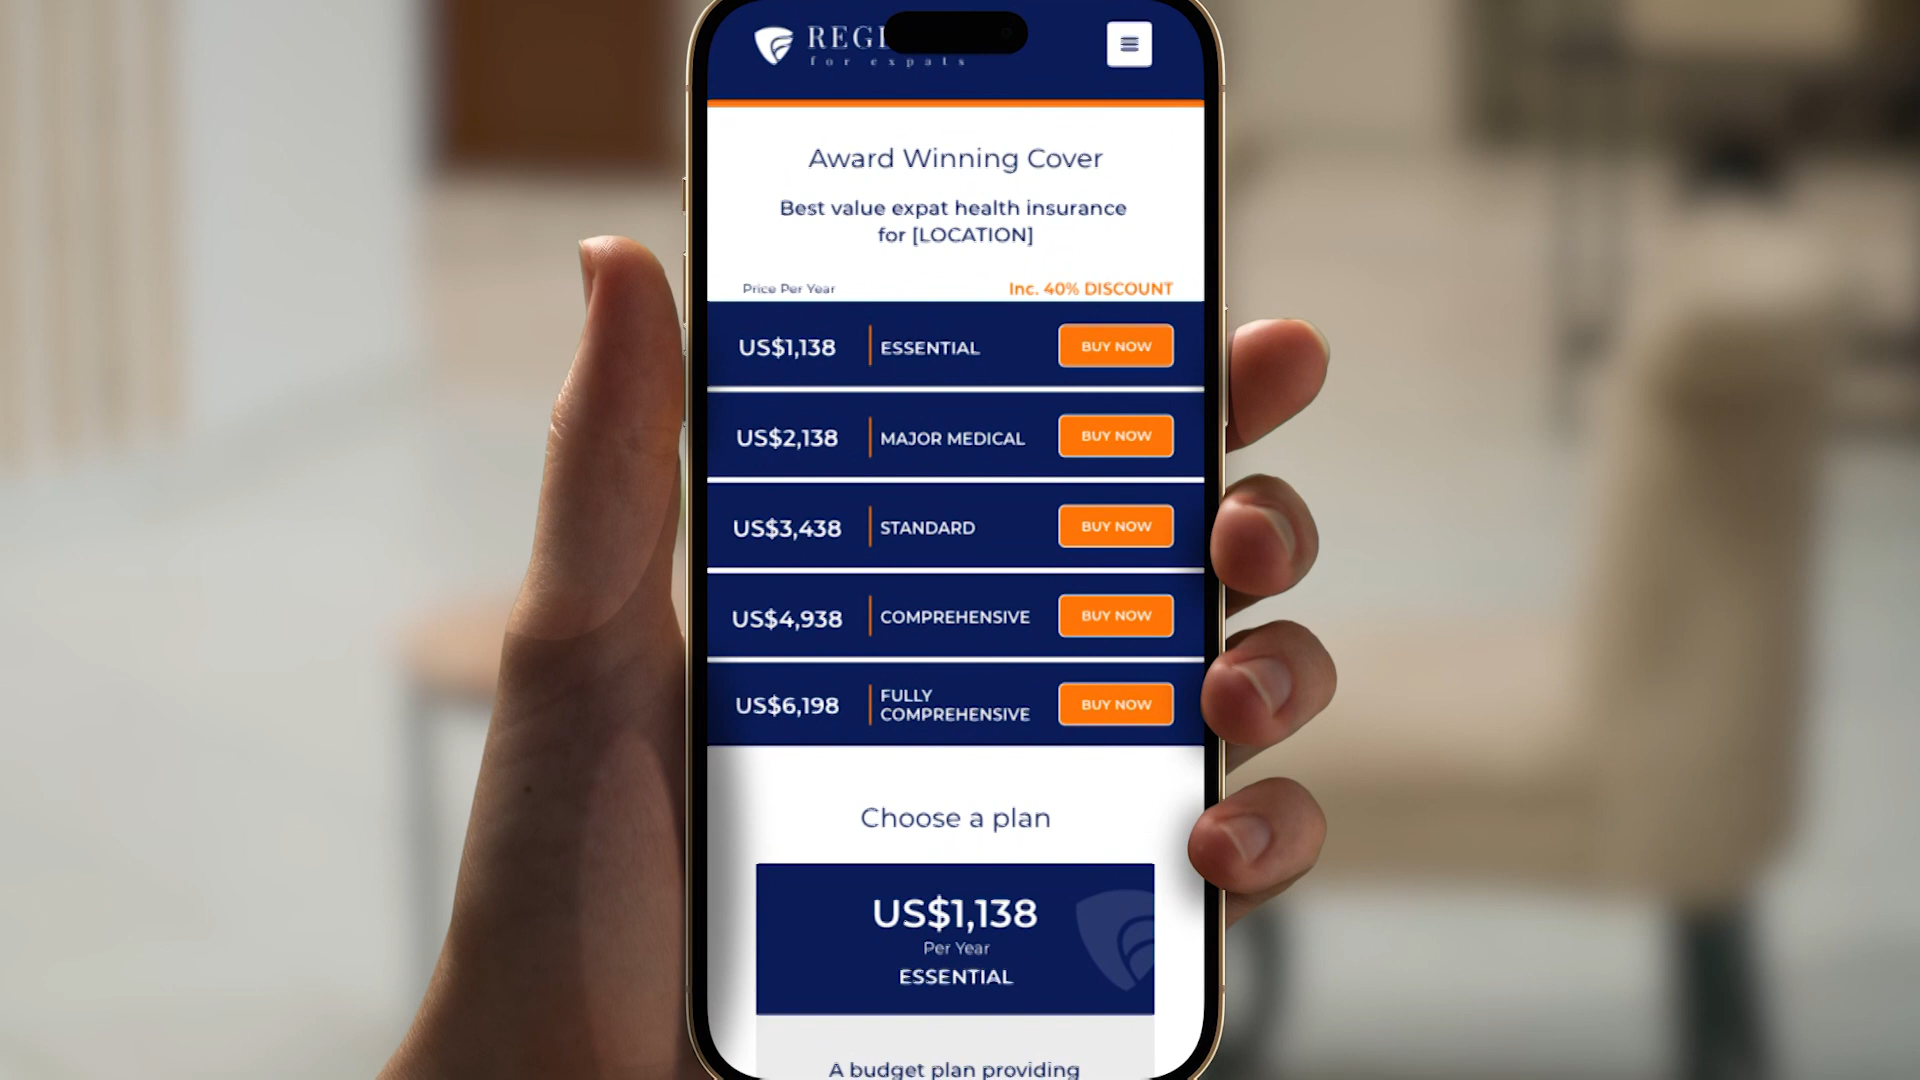 for expats
Award Winning Cover
Best value expat health insurance
for [LOCATION]
Price Per Year
Inc. 40% DISCOUNT
US$1,138
ESSENTIAL
BUY NOW
US$2,138
MAJOR MEDICAL
BUY NOW
US$3,438
STANDARD
BUY NOW
US$4,938
COMPREHENSIVE
BUY NOW
US$6,198
FULLY
COMPREHENSIVE
BUY NOW
Choose a plan
US$1,138
Per Year
ESSENTIAL
A budget plan providing